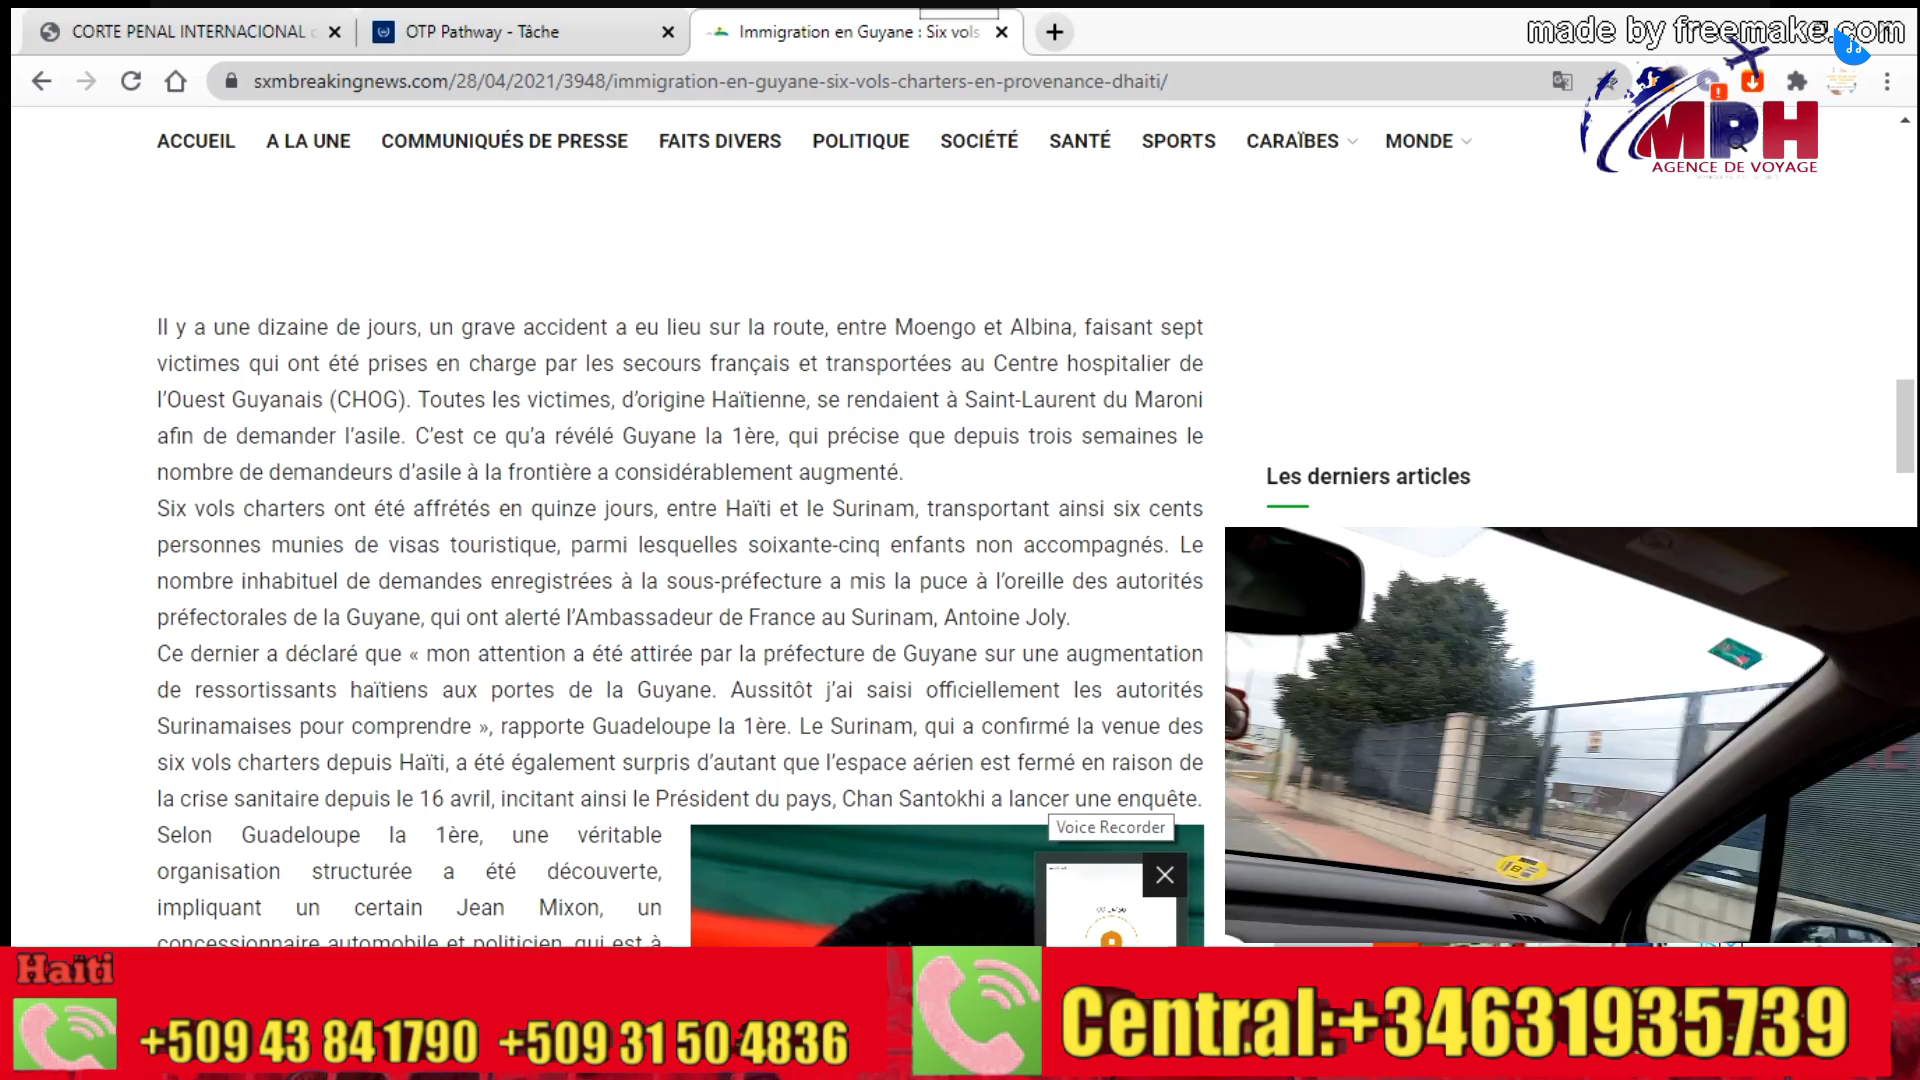 CORTE PENAL INTERNACIONAL
OTP Pathway - Tâche
Immigration en Guyane : Six vols
made by freemake.com
sxmbreakingnews.com/28/04/2021/3948/immigration-en-guyane-six-vols-charters-en-provenance-dhaiti/
MPH
AGENCE DE VOYAGE
ACCUEIL A LA UNE COMMUNIQUÉS DE PRESSE FAITS DIVERS POLITIQUE SOCIÉTÉ SANTÉ SPORTS CARAÏBES MONDE
Il y a une dizaine de jours, un grave accident a eu lieu sur la route, entre Moengo et Albina, faisant sept
victimes qui ont été prises en charge par les secours français et transportées au Centre hospitalier de
l’Ouest Guyanais (CHOG). Toutes les victimes, d’origine Haïtienne, se rendaient à Saint-Laurent du Maroni
afin de demander l’asile. C’est ce qu’a révélé Guyane la 1ère, qui précise que depuis trois semaines le
nombre de demandeurs d’asile à la frontière a considérablement augmenté.
Six vols charters ont été affrétés en quinze jours, entre Haïti et le Surinam, transportant ainsi six cents
personnes munies de visas touristique, parmi lesquelles soixante-cinq enfants non accompagnés. Le
nombre inhabituel de demandes enregistrées à la sous-préfecture a mis la puce à l’oreille des autorités
préfectorales de la Guyane, qui ont alerté l’Ambassadeur de France au Surinam, Antoine Joly.
Ce dernier a déclaré que « mon attention a été attirée par la préfecture de Guyane sur une augmentation
de ressortissants haïtiens aux portes de la Guyane. Aussitôt j’ai saisi officiellement les autorités
Surinamaises pour comprendre », rapporte Guadeloupe la 1ère. Le Surinam, qui a confirmé la venue des
six vols charters depuis Haïti, a été également surpris d’autant que l’espace aérien est fermé en raison de
la crise sanitaire depuis le 16 avril, incitant ainsi le Président du pays, Chan Santokhi a lancer une enquête.
Selon Guadeloupe la 1ère, une véritable
organisation structurée a été découverte,
impliquant un certain Jean Mixon, un
concessionnaire automobile et politicien, qui est à
Les derniers articles
Voice Recorder
Haïti
+509 43 84 1790 +509 31 50 4836
Central:+34631935739